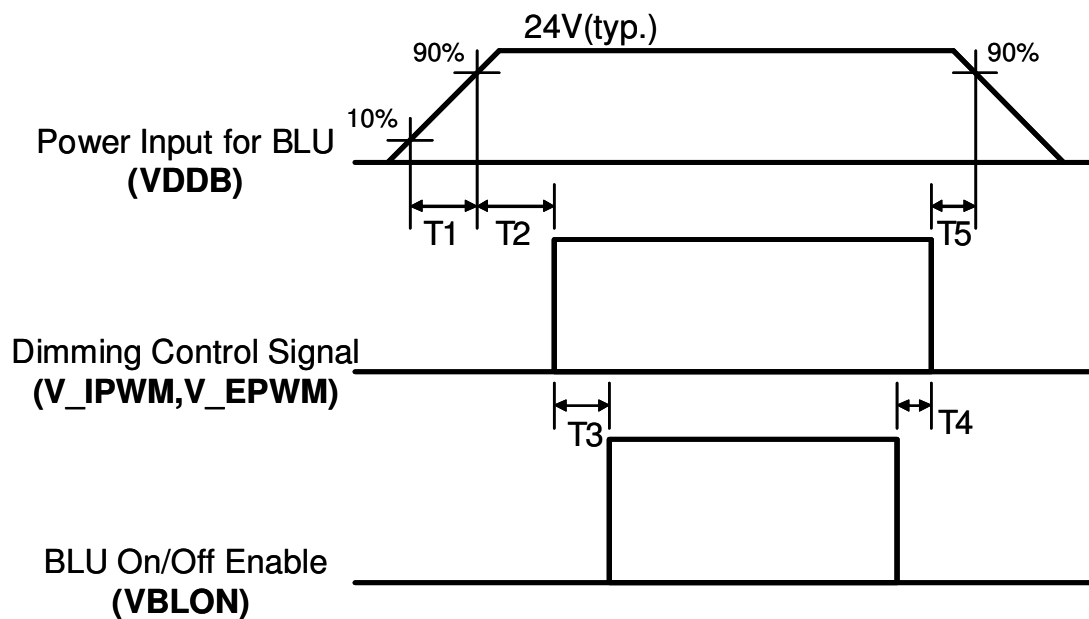 24V(typ.)
90%
90%
10%
Power Input for BLU
(VDDB)
T1
T2
T5
Dimming Control Signal
(V_IPWM,V_EPWM)
T3
T4
BLU On/Off Enable
(VBLON)